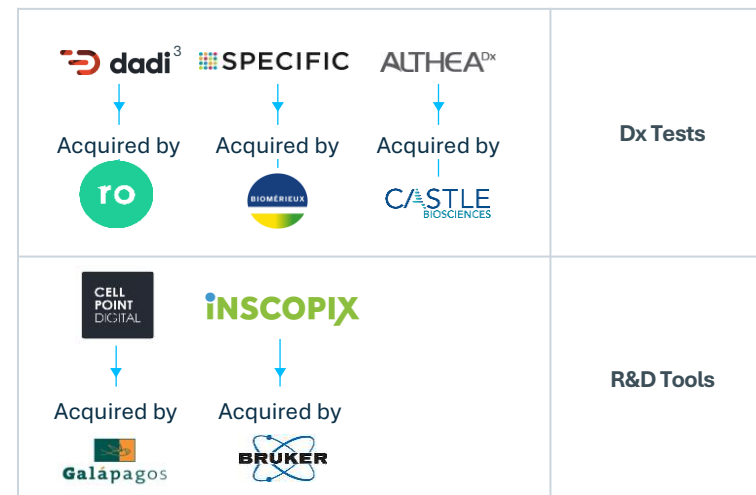 dadi3 SPECIFIC ALTHEADx
Acquired by Acquired by Acquired by
ro BIOMÉRIEUX CASTLE
BIOSCIENCES
Dx Tests
CELL
POINT
DIGITAL
iNSCOPIX
Acquired by Acquired by
Galápagos BRUKER
R&D Tools